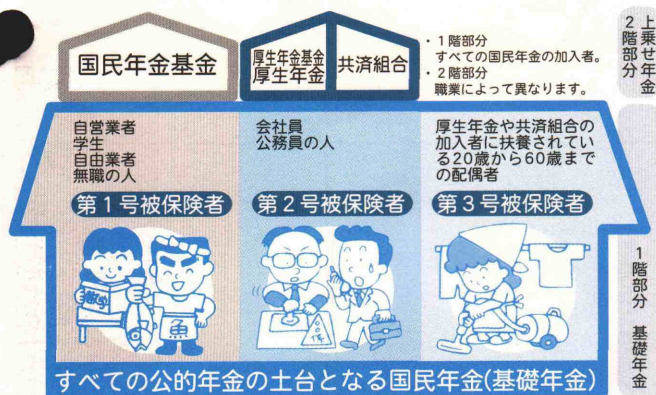 国民年金基金
厚生年金基金
厚生年金
共済組合
・1階部分
すべての国民年金の加入者。
・2階部分
職業によって異なります。
上乗せ年金
2階部分
自営業者
学生
自由業者
無職の人
会社員
公務員の人
厚生年金や共済組合の
加入者に扶養されてい
る20歳から60歳まで
の配偶者
第1号被保険者
第2号被保険者
第3号被保険者
魚
1階部分 基礎年金
すべての公的年金の土台となる国民年金(基礎年金)